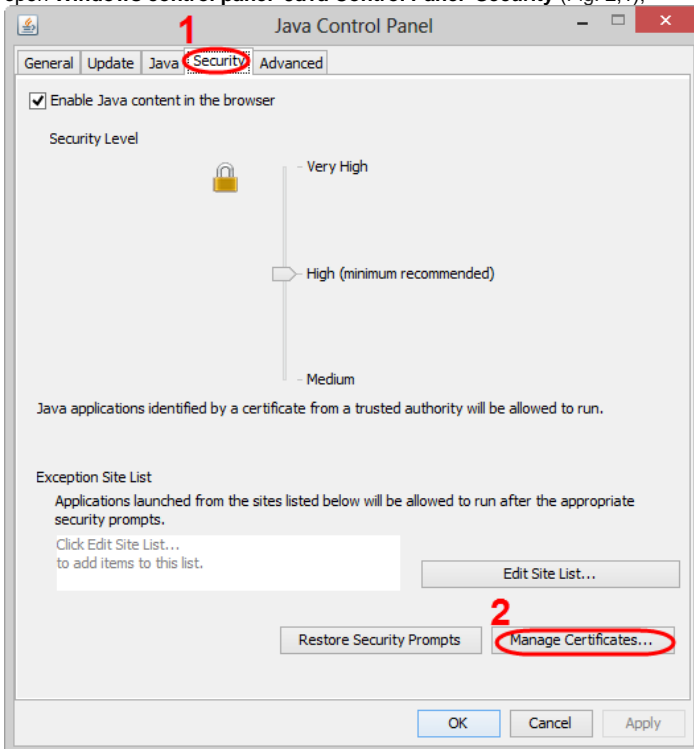 1
Java Control Panel
General Update Java Security Advanced
Enable Java content in the browser
Security Level
- Very High
- High (minimum recommended)
- Medium
Java applications identified by a certificate from a trusted authority will be allowed to run.
Exception Site List
Applications launched from the sites listed below will be allowed to run after the appropriate
security prompts.
Click Edit Site List...
to add items to this list.
Edit Site List...
2
Restore Security Prompts Manage Certificates...
OK Cancel Apply